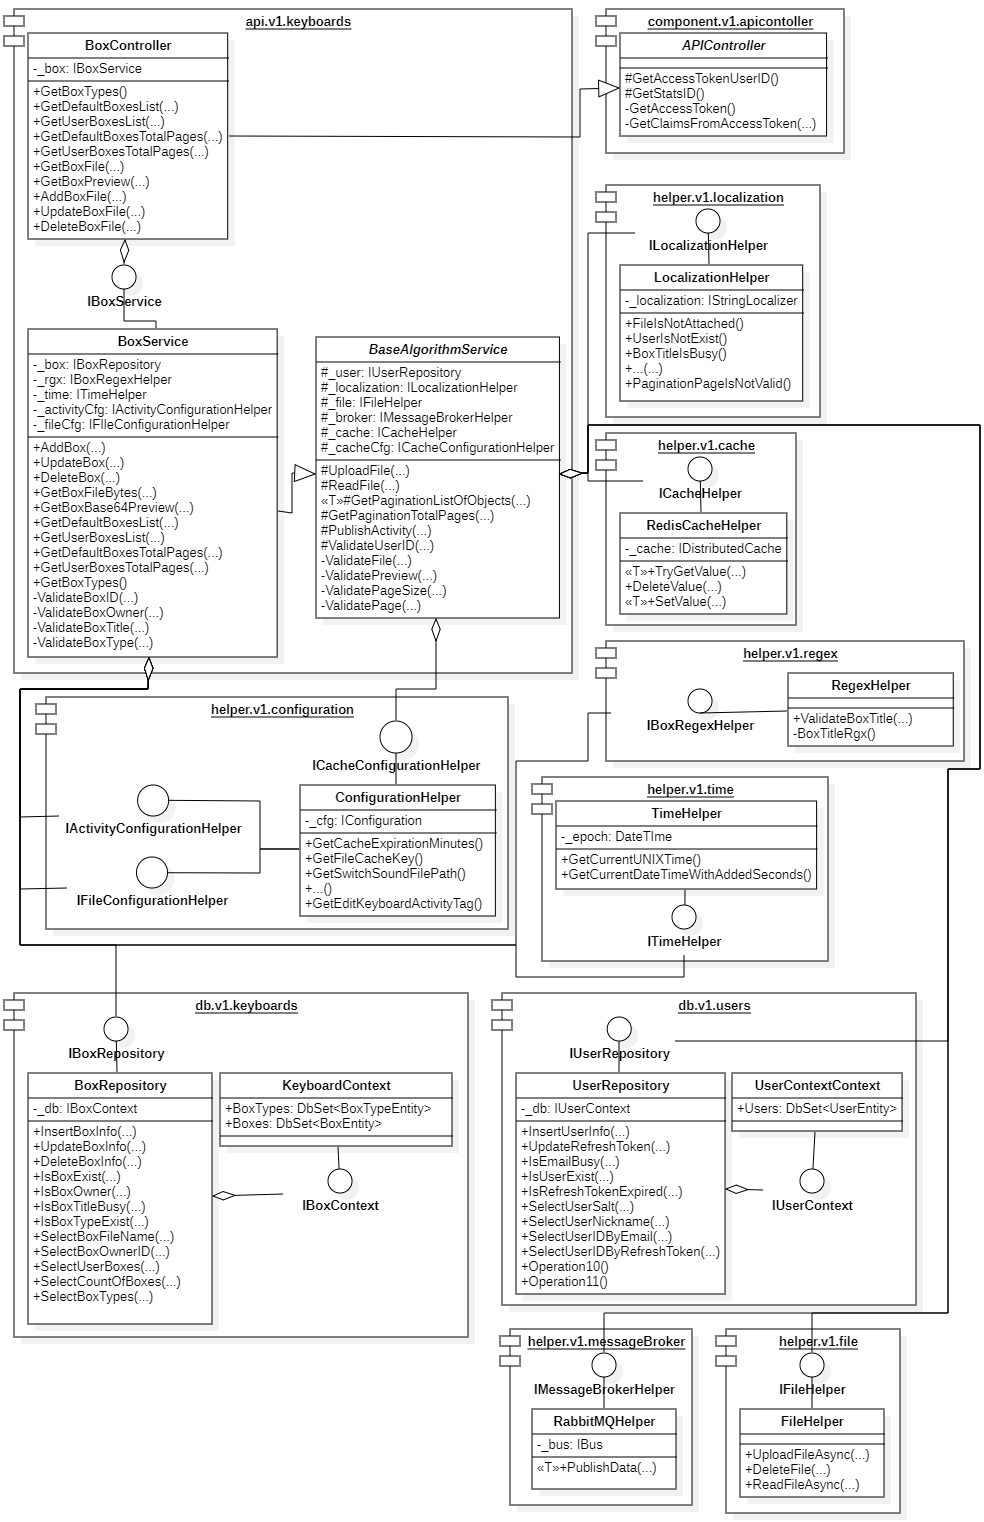 api.v1.keyboards
BoxController
-_box: IBoxService
+GetBoxTypes()
+GetDefaultBoxesList(...)
+GetUserBoxesList(...)
+GetDefaultBoxesTotalPages(...)
+GetUserBoxesTotalPages(...)
+GetBoxFile(...)
+GetBoxPreview(...)
+AddBoxFile(...)
+UpdateBoxFile(...)
+DeleteBoxFile(...)
IBoxService
BoxService
-_box: IBoxRepository
-_rgx: IBoxRegexHelper
-_time: ITimeHelper
-_activityCfg: IActivityConfigurationHelper
-_fileCfg: IFIleConfigurationHelper
+AddBox(...)
+UpdateBox(...)
+DeleteBox(...)
+GetBoxFileBytes(...)
+GetBoxBase64Preview(...)
+GetDefaultBoxesList(...)
+GetUserBoxesList(...)
+GetDefaultBoxesTotalPages(...)
+GetUserBoxesTotalPages(...)
+GetBoxTypes()
-ValidateBoxID(...)
-ValidateBoxOwner(...)
-ValidateBoxTitle(...)
-ValidateBoxType(...)
BaseAlgorithmService
#_user: IUserRepository
#_localization: ILocalizationHelper
#_file: IFileHelper
#_broker: IMessageBrokerHelper
#_cache: ICacheHelper
#_cacheCfg: ICacheConfigurationHelper
#UploadFile(...)
#ReadFile(...)
«T»#GetPaginationListOfObjects(...)
#GetPaginationTotalPages(...)
#PublishActivity(...)
#ValidateUserID(...)
-ValidateFile(...)
-ValidatePreview(...)
-ValidatePageSize(...)
-ValidatePage(...)
component.v1.apicontoller
APIController
#GetAccessTokenUserID()
#GetStatsID()
-GetAccessToken()
-GetClaimsFromAccessToken(...)
helper.v1.localization
ILocalizationHelper
LocalizationHelper
-_localization: IStringLocalizer
+FileIsNotAttached()
+UserIsNotExist()
+BoxTitleIsBusy()
+...(...)
+PaginationPageIsNotValid()
helper.v1.cache
ICacheHelper
RedisCacheHelper
-_cache: IDistributedCache
«T»+TryGetValue(...)
+DeleteValue(...)
«T»+SetValue(...)
helper.v1.regex
IBoxRegexHelper
RegexHelper
+ValidateBoxTitle(...)
-BoxTitleRgx()
helper.v1.configuration
ICacheConfigurationHelper
IActivityConfigurationHelper
IFileConfigurationHelper
ConfigurationHelper
-_cfg: IConfiguration
+GetCacheExpirationMinutes()
+GetFileCacheKey()
+GetSwitchSoundFilePath()
+...()
+GetEditKeyboardActivityTag()
helper.v1.time
TimeHelper
-_epoch: DateTIme
+GetCurrentUNIXTime()
+GetCurrentDateTimeWithAddedSeconds()
ITimeHelper
db.v1.keyboards
IBoxRepository
BoxRepository
-_db: IBoxContext
+InsertBoxInfo(...)
+UpdateBoxInfo(...)
+DeleteBoxInfo(...)
+IsBoxExist(...)
+IsBoxOwner(...)
+IsBoxTitleBusy(...)
+IsBoxTypeExist(...)
+SelectBoxFileName(...)
+SelectBoxOwnerID(...)
+SelectUserBoxes(...)
+SelectCountOfBoxes(...)
+SelectBoxTypes(...)
KeyboardContext
+BoxTypes: DbSet<BoxTypeEntity>
+Boxes: DbSet<BoxEntity>
IBoxContext
db.v1.users
IUserRepository
UserRepository
-_db: IUserContext
+InsertUserInfo(...)
+UpdateRefreshToken(...)
+IsEmailBusy(...)
+IsUserExist(...)
+IsRefreshTokenExpired(...)
+SelectUserSalt(...)
+SelectUserNickname(...)
+SelectUserIDByEmail(...)
+SelectUserIDByRefreshToken(...)
+Operation10()
+Operation11()
UserContextContext
+Users: DbSet<UserEntity>
IUserContext
helper.v1.messageBroker
IMessageBrokerHelper
RabbitMQHelper
-_bus: IBus
«T»+PublishData(...)
helper.v1.file
IFileHelper
FileHelper
+UploadFileAsync(...)
+DeleteFile(...)
+ReadFileAsync(...)